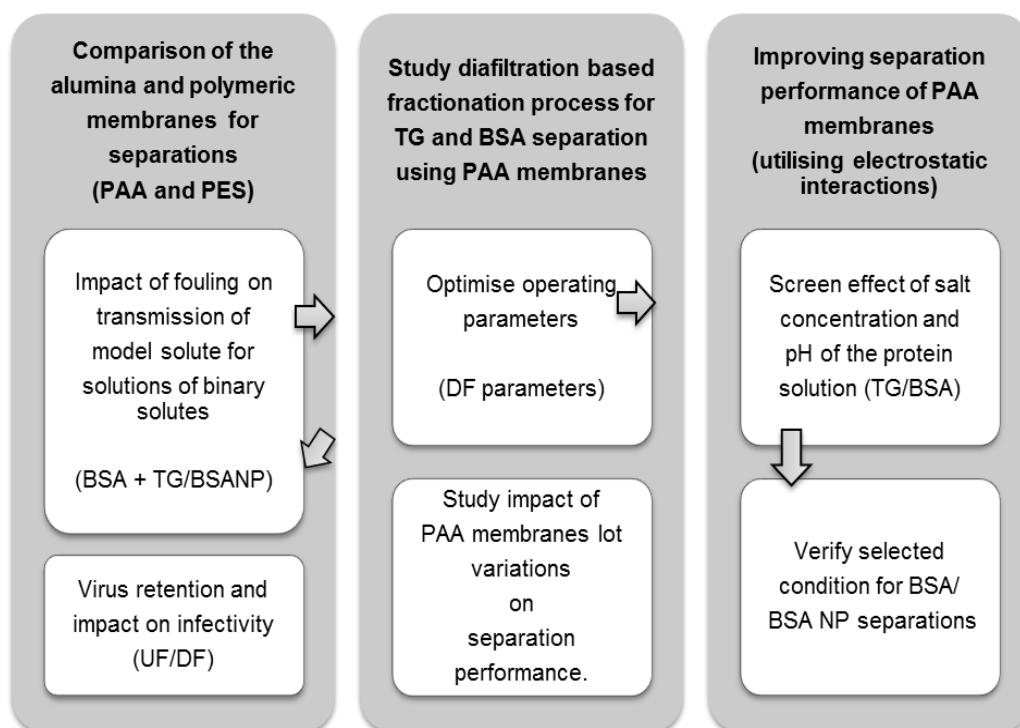 Comparison of the
alumina and polymeric
membranes for
separations
(PAA and PES)
Impact of fouling on
transmission of
model solute for
solutions of binary
solutes
(BSA + TG/BSANP)
Virus retention and
impact on infectivity
(UF/DF)
Study diafiltration based
fractionation process for
TG and BSA separation
using PAA membranes
Optimise operating
parameters
(DF parameters)
Study impact of
PAA membranes lot
variations
on
separation
performance.
Improving separation
performance of PAA
membranes
(utilising electrostatic
interactions)
Screen effect of salt
concentration and
pH of the protein
solution (TG/BSA)
Verify selected
condition for BSA/
BSA NP separations